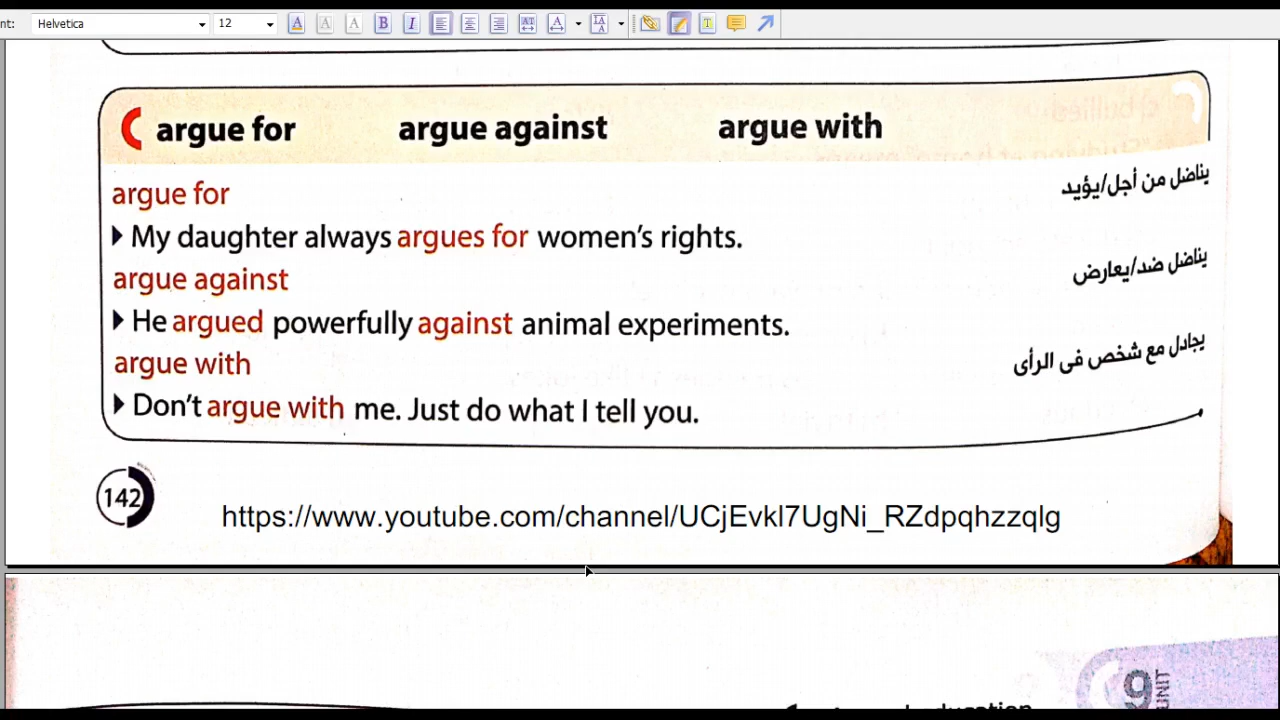 nt: Helvetica 12
argue for argue against argue with
argue for يناضل من أجل/يؤيد
My daughter always argues for women's rights.
argue against يناضل ضد/يعارض
He argued powerfully against animal experiments.
argue with يجادل مع شخص فى الرأى
Don't argue with me. Just do what I tell you.
142
https://www.youtube.com/channel/UCjEvkl7UgNi_RZdpqhzzqlg
9
UNIT
education